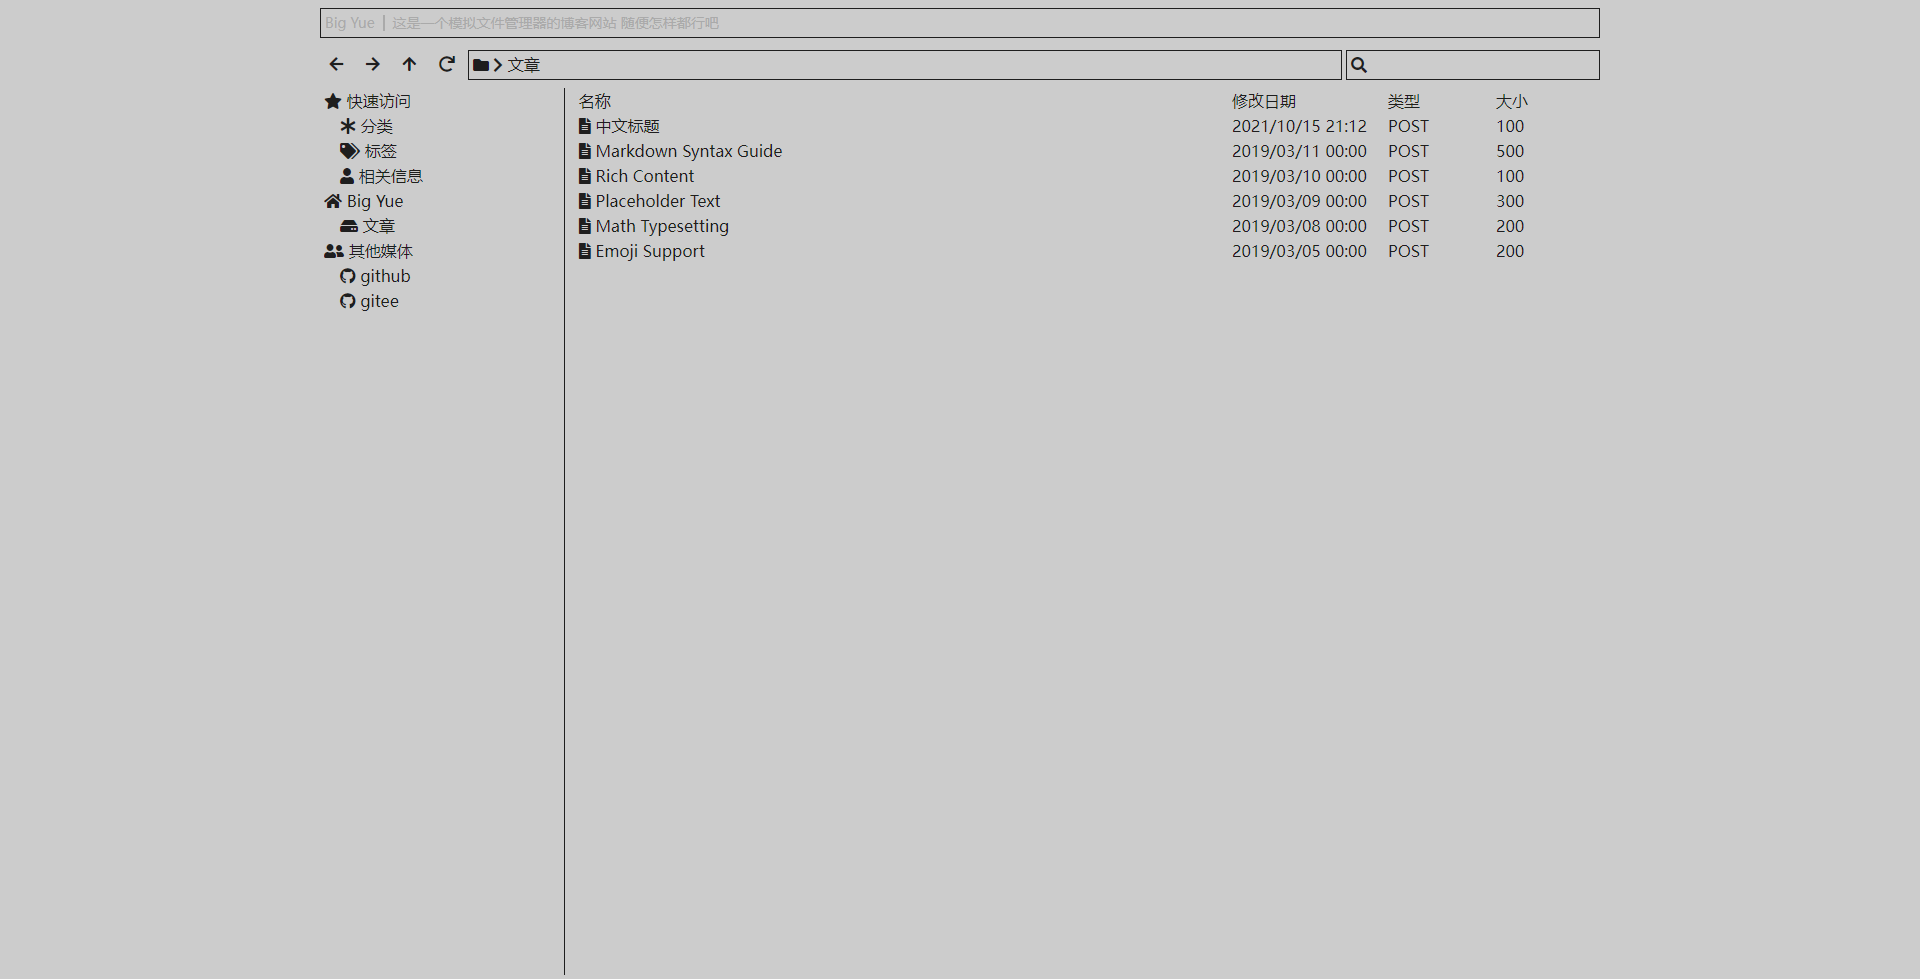 Big Yue | 这是一个模拟文件管理器的博客网站 随便怎样都行吧
文章
快速访问
分类
标签
相关信息
Big Yue
文章
其他媒体
github
gitee
名称 修改日期 类型 大小
中文标题 2021/10/15 21:12 POST 100
Markdown Syntax Guide 2019/03/11 00:00 POST 500
Rich Content 2019/03/10 00:00 POST 100
Placeholder Text 2019/03/09 00:00 POST 300
Math Typesetting 2019/03/08 00:00 POST 200
Emoji Support 2019/03/05 00:00 POST 200